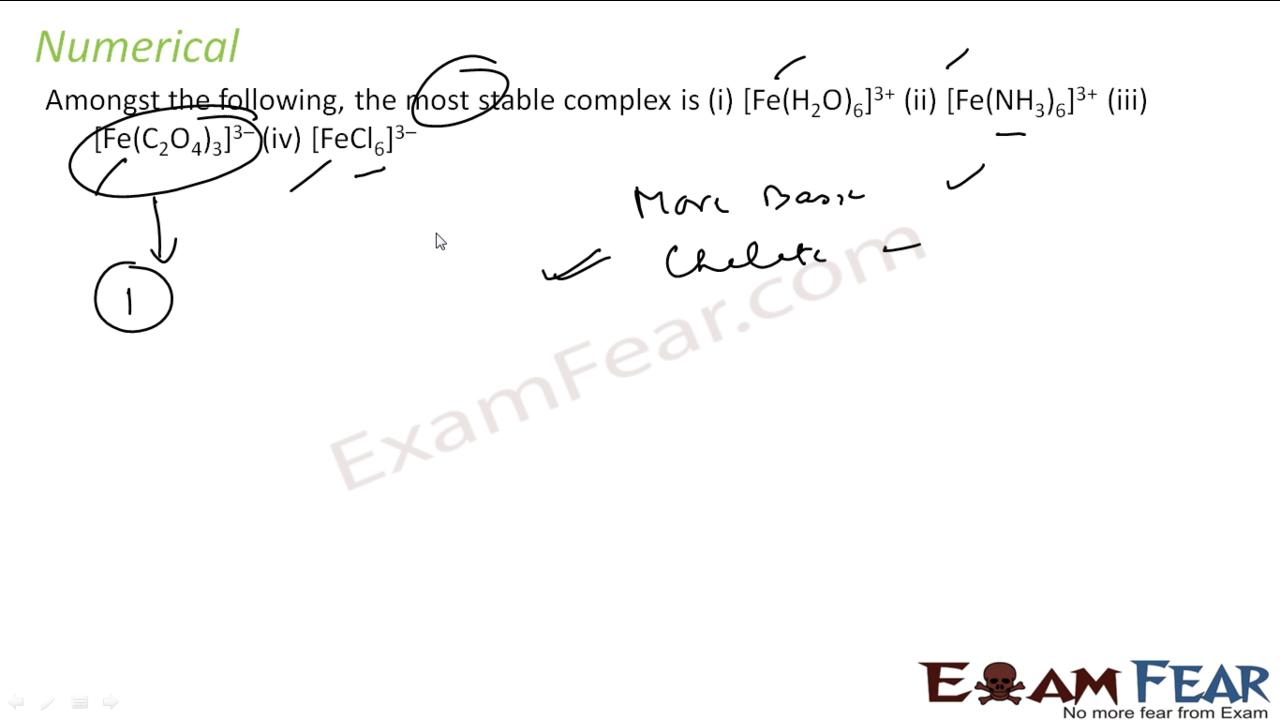 Numerical
Amongst the following, the most stable complex is (i) [Fe(H₂O)₆]³⁺ (ii) [Fe(NH₃)₆]³⁺ (iii)
[Fe(C₂O₄)₃]³⁻ (iv) [FeCl₆]³⁻
More Basic
Chelate
1
ExamFear.com
EXAM FEAR
No more fear from Exam